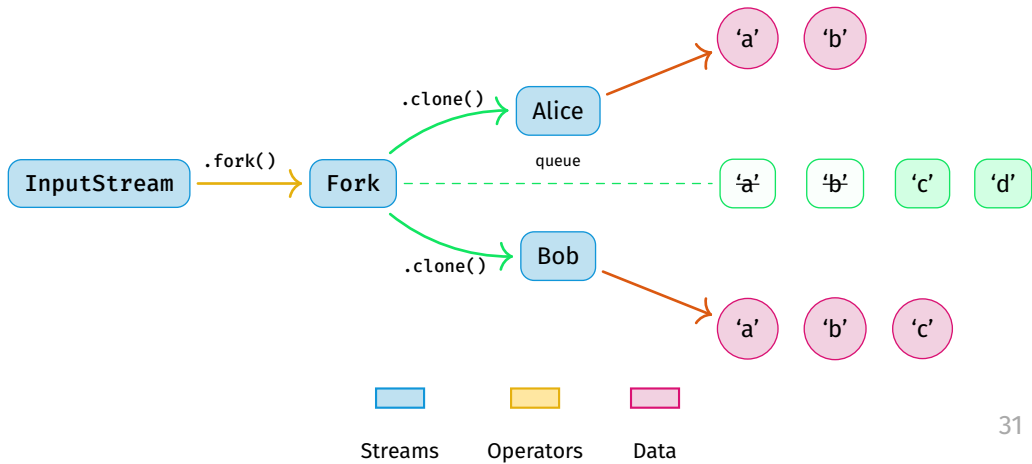 ‘a’ ‘b’
.clone() Alice
.fork() queue
InputStream Fork ‘a’ ‘b’ ‘c’ ‘d’
.clone() Bob
‘a’ ‘b’ ‘c’
31
Streams Operators Data